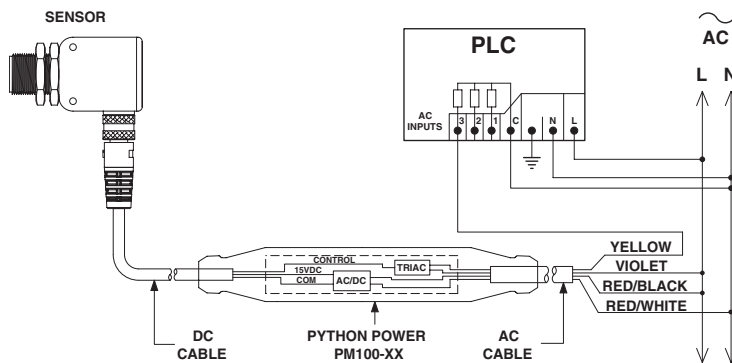 SENSOR
PLC
AC
L N
AC
INPUTS
3 2 1 C N L
YELLOW
VIOLET
RED/BLACK
RED/WHITE
CONTROL
15VDC
COM
TRIAC
AC/DC
DC
CABLE
PYTHON POWER
PM100-XX
AC
CABLE